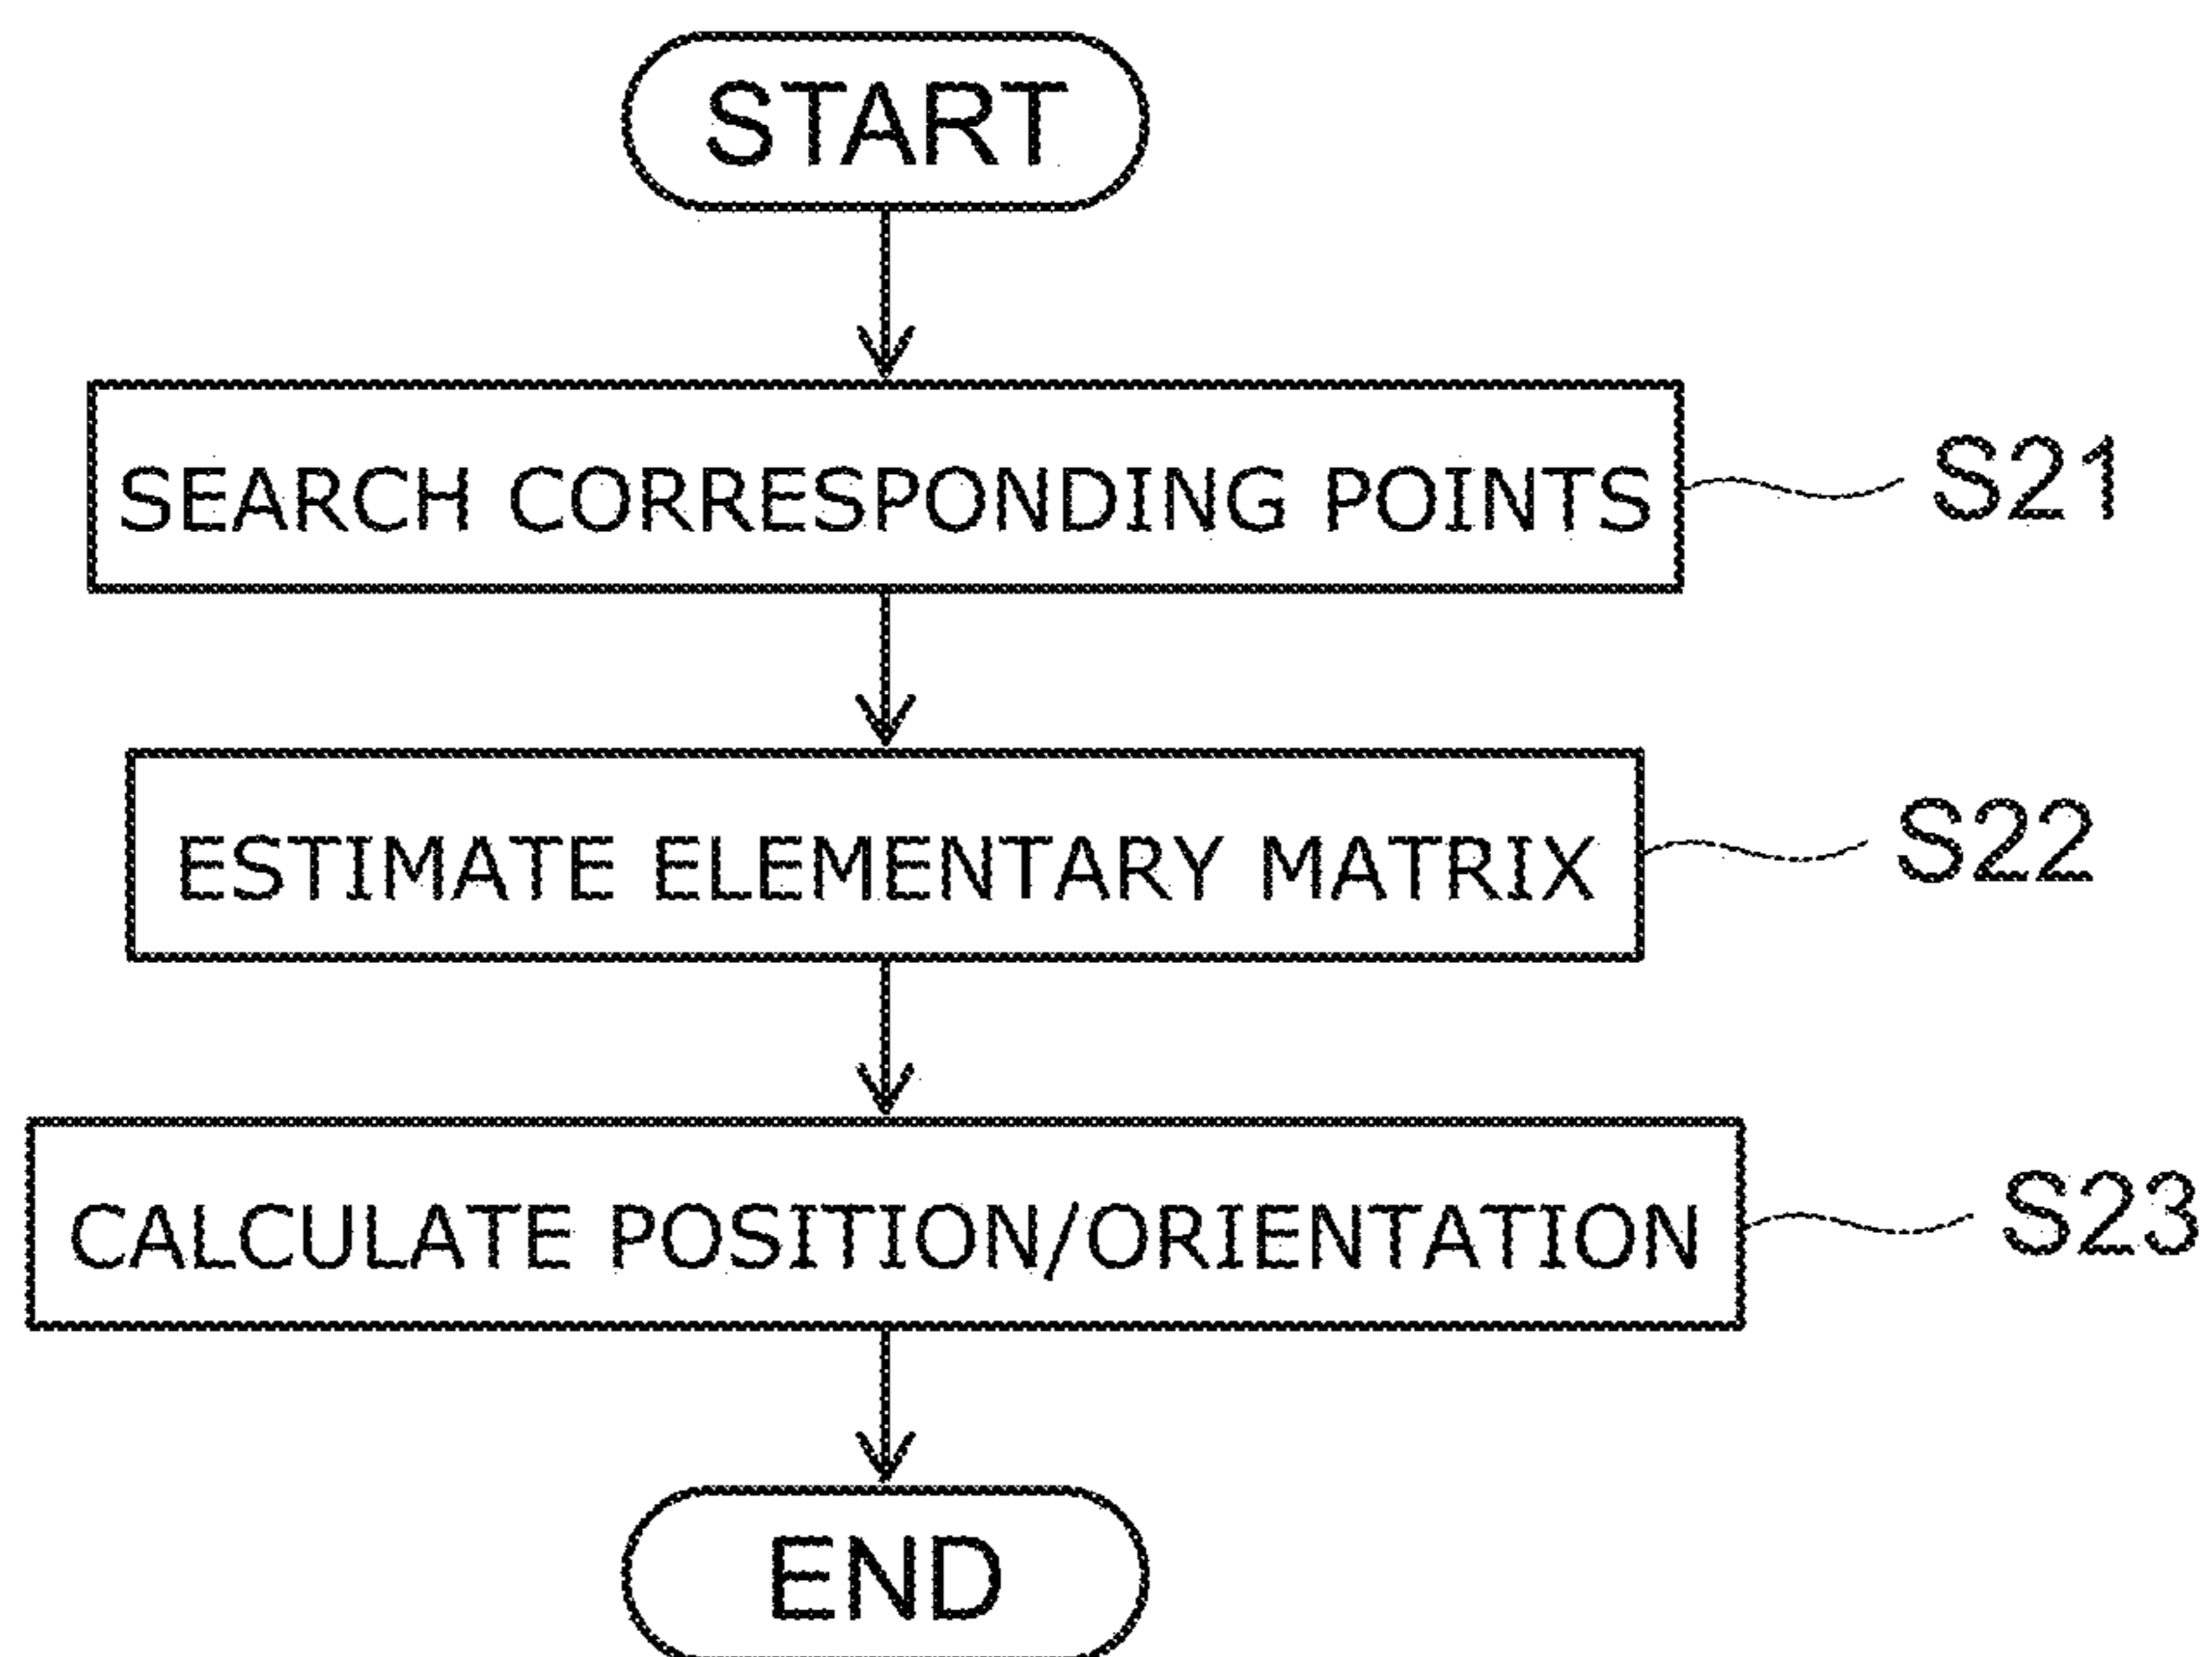 START
SEARCH CORRESPONDING POINTS
S21
ESTIMATE ELEMENTARY MATRIX
S22
CALCULATE POSITION/ORIENTATION
S23
END